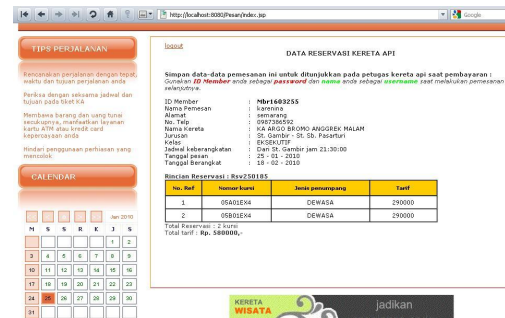 http://localhost:8080/Pesan/index.jsp
Google
TIPS PERJALANAN
Rencanakan perjalanan dengan tepat,
waktu dan tujuan perjalanan anda
Periksa dengan seksama jadwal dan
tujuan pada tiket KA
Membawa barang dan uang tunai
secukupnya, manfaatkan layanan
kartu ATM atau kredit card
kepercayaan anda
Hindari penggunaan perhiasan yang
mencolok
CALENDAR
Jan 2010
M S S R K J S
1 2
3 4 5 6 7 8 9
10 11 12 13 14 15 16
17 18 19 20 21 22 23
24 25 26 27 28 29 30
31
logout
DATA RESERVASI KERETA API
Simpan data-data pemesanan ini untuk ditunjukkan pada petugas kereta api saat pembayaran :
Gunakan ID Member anda sebagai password dan nama anda sebagai username saat melakukan pemesanan
selanjutnya.
ID Member : Mbr1603255
Nama Pemesan : karenina
Alamat : semarang
No. Telp : 0987366592
Nama Kereta : KA ARGO BROMO ANGGREK MALAM
Jurusan : St. Gambir - St. Sb. Pasarturi
Kelas : EKSEKUTIF
Jadwal keberangkatan : Dari St. Gambir jam 21:30:00
Tanggal pesan : 25 - 01 - 2010
Tanggal Berangkat : 18 - 02 - 2010
Rincian Reservasi : Rsv250185
No. Ref Nomor kursi Jenis penumpang Tarif
1 05A01EX4 DEWASA 290000
2 05B01EX4 DEWASA 290000
Total Reservasi : 2 kursi
Total tarif : Rp. 580000,-
KERETA
WISATA
jadikan